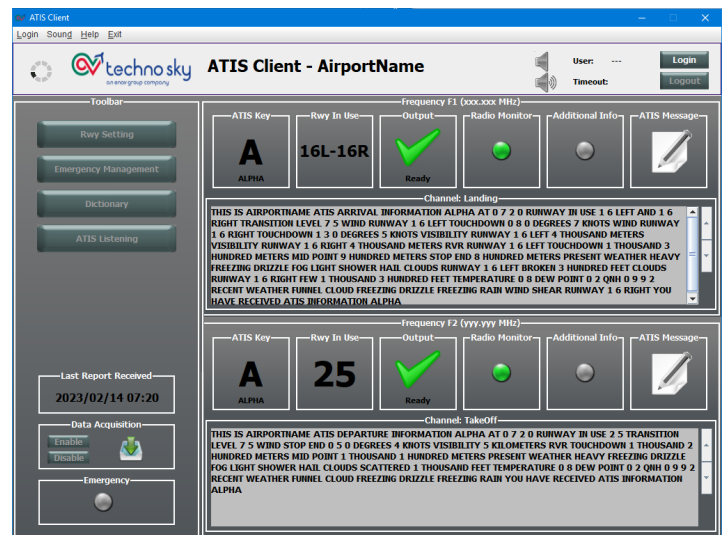 ATIS Client
Login Sound Help Exit
techno sky
an enav group company
ATIS Client - AirportName
User: ---
Timeout:
Login
Logout
Toolbar
Rwy Setting
Emergency Management
Dictionary
ATIS Listening
Last Report Received
2023/02/14 07:20
Data Acquisition
Enable
Disable
Emergency
Frequency F1 (xxx.xxx MHz)
ATIS Key
A
ALPHA
Rwy In Use
16L-16R
Output
Ready
Radio Monitor
Additional Info
ATIS Message
Channel: Landing
THIS IS AIRPORTNAME ATIS ARRIVAL INFORMATION ALPHA AT 0 7 2 0 RUNWAY IN USE 1 6 LEFT AND 1 6
RIGHT TRANSITION LEVEL 7 5 WIND RUNWAY 1 6 LEFT TOUCHDOWN 0 8 0 DEGREES 7 KNOTS WIND RUNWAY
1 6 RIGHT TOUCHDOWN 1 3 0 DEGREES 5 KNOTS VISIBILITY RUNWAY 1 6 LEFT 4 THOUSAND METERS
VISIBILITY RUNWAY 1 6 RIGHT 4 THOUSAND METERS RVR RUNWAY 1 6 LEFT TOUCHDOWN 1 THOUSAND 3
HUNDRED METERS MID POINT 9 HUNDRED METERS STOP END 8 HUNDRED METERS PRESENT WEATHER HEAVY
FREEZING DRIZZLE FOG LIGHT SHOWER HAIL CLOUDS RUNWAY 1 6 LEFT BROKEN 3 HUNDRED FEET CLOUDS
RUNWAY 1 6 RIGHT FEW 1 THOUSAND 3 HUNDRED FEET TEMPERATURE 0 8 DEW POINT 0 2 QNH 0 9 9 2
RECENT WEATHER FUNNEL CLOUD FREEZING DRIZZLE FREEZING RAIN WIND SHEAR RUNWAY 1 6 RIGHT YOU
HAVE RECEIVED ATIS INFORMATION ALPHA
Frequency F2 (yyy.yyy MHz)
ATIS Key
A
ALPHA
Rwy In Use
25
Output
Ready
Radio Monitor
Additional Info
ATIS Message
Channel: TakeOff
THIS IS AIRPORTNAME ATIS DEPARTURE INFORMATION ALPHA AT 0 7 2 0 RUNWAY IN USE 2 5 TRANSITION
LEVEL 7 5 WIND STOP END 0 5 0 DEGREES 4 KNOTS VISIBILITY 5 KILOMETERS RVR TOUCHDOWN 1 THOUSAND 2
HUNDRED METERS MID POINT 1 THOUSAND 1 HUNDRED METERS PRESENT WEATHER HEAVY FREEZING DRIZZLE
FOG LIGHT SHOWER HAIL CLOUDS SCATTERED 1 THOUSAND FEET TEMPERATURE 0 8 DEW POINT 0 2 QNH 0 9 9 2
RECENT WEATHER FUNNEL CLOUD FREEZING DRIZZLE FREEZING RAIN YOU HAVE RECEIVED ATIS INFORMATION
ALPHA